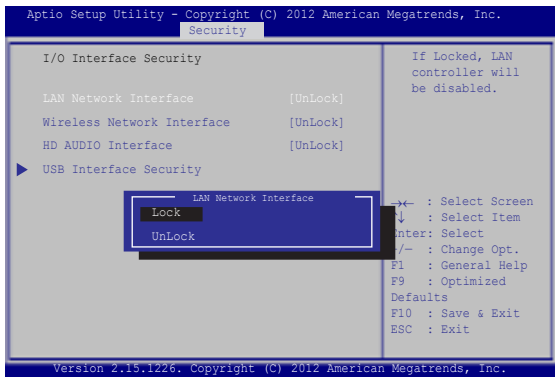 Aptio Setup Utility - Copyright (C) 2012 American Megatrends, Inc.
Security
I/O Interface Security
LAN Network Interface [UnLock]
Wireless Network Interface [UnLock]
HD AUDIO Interface [UnLock]
USB Interface Security
If Locked, LAN
controller will
be disabled.
LAN Network Interface
Lock
UnLock
→← : Select Screen
↑↓ : Select Item
Enter: Select
+/— : Change Opt.
F1 : General Help
F9 : Optimized
Defaults
F10 : Save & Exit
ESC : Exit
Version 2.15.1226. Copyright (C) 2012 American Megatrends, Inc.